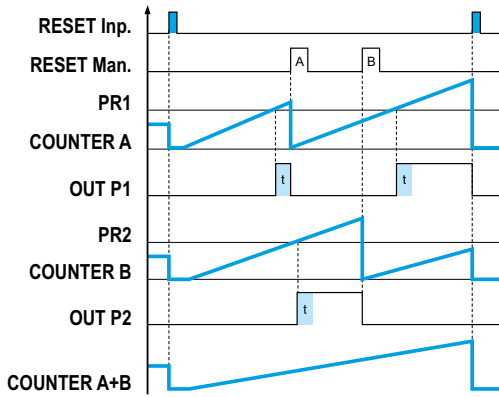 RESET Inp.
RESET Man.
A
B
PR1
COUNTER A
OUT P1
t
t
PR2
COUNTER B
OUT P2
t
COUNTER A+B